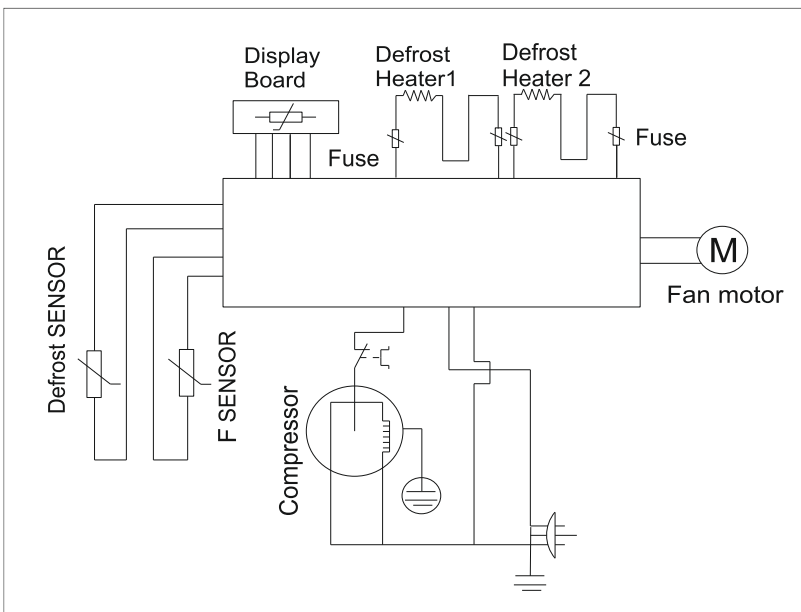 Display
Board
Defrost
Heater1
Defrost
Heater 2
Fuse
Fuse
Defrost SENSOR
F SENSOR
M
Fan motor
Compressor